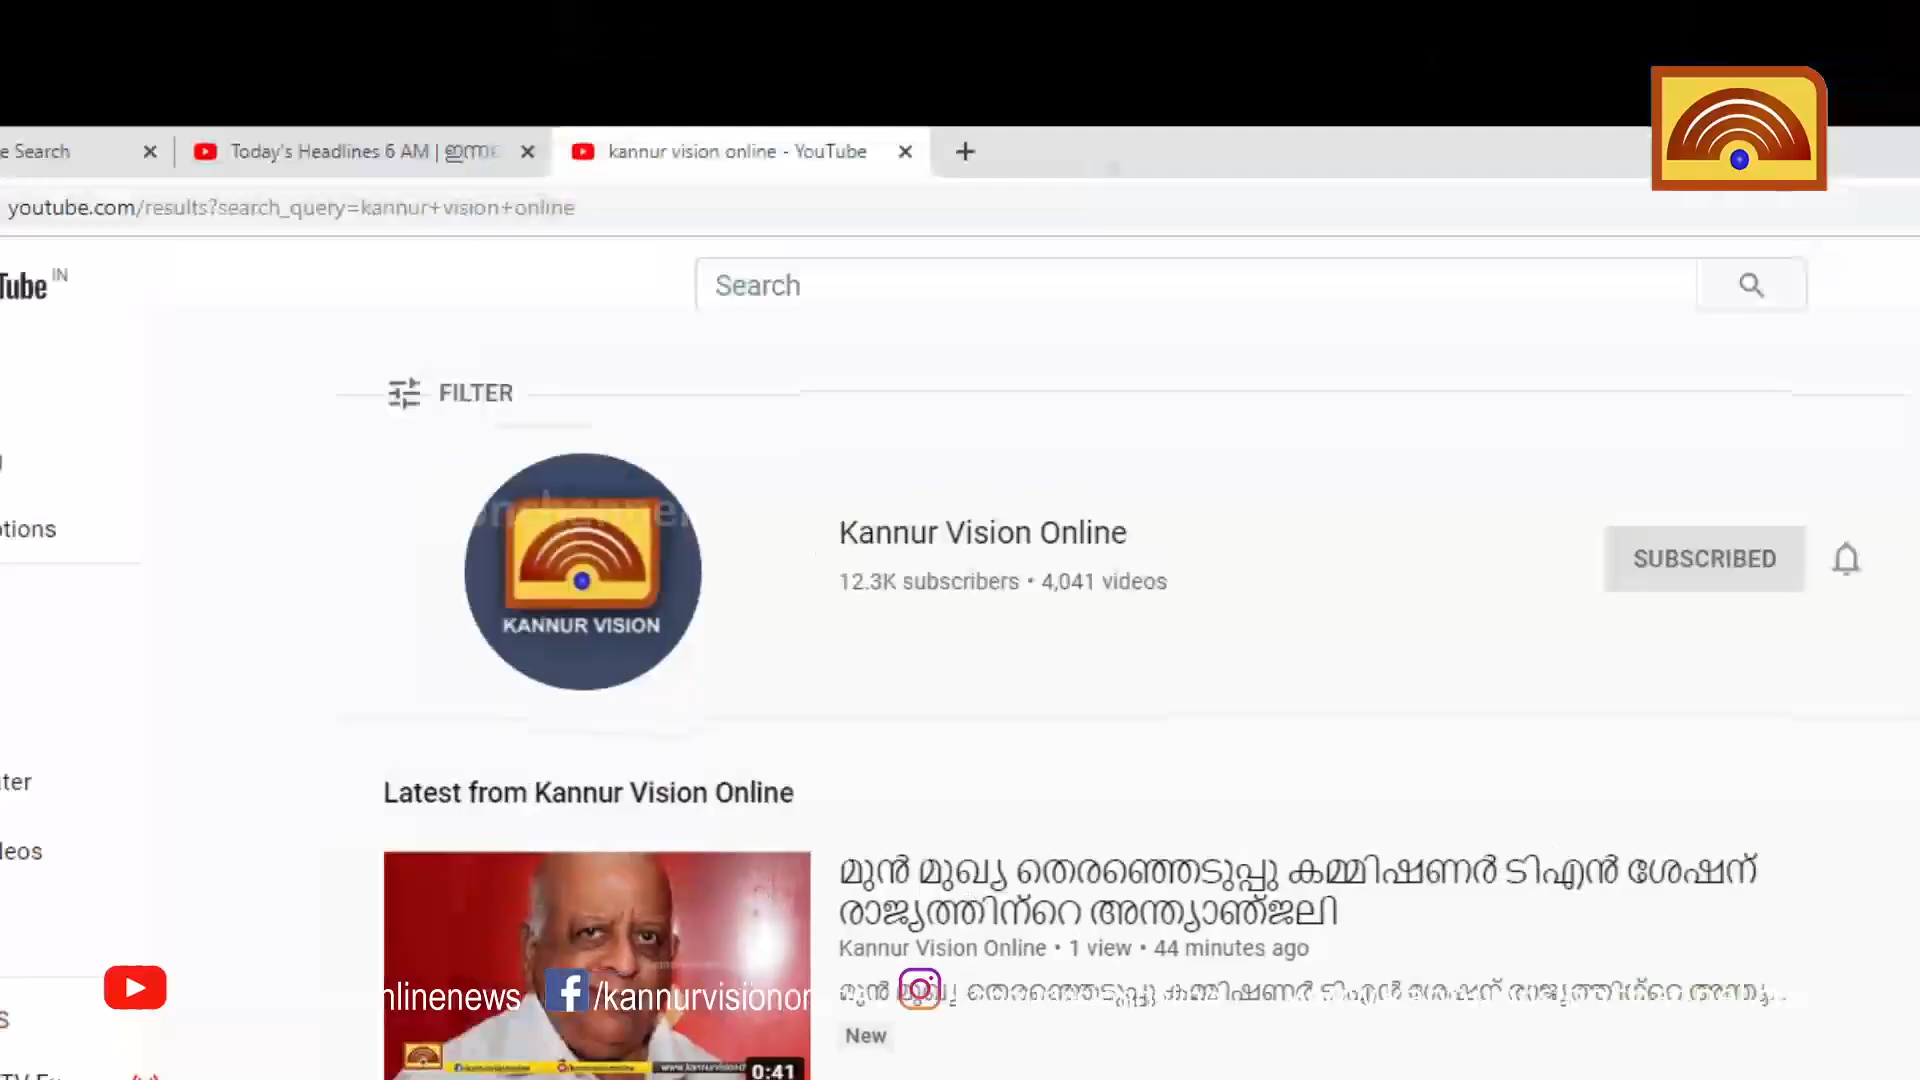 e Search
Today's Headlines 6 AM | ഇന്നത്
kannur vision online - YouTube
youtube.com/results?search_query=kannur+vision+online
Tube IN
Search
FILTER
Kannur Vision Online
12.3K subscribers • 4,041 videos
SUBSCRIBED
KANNUR VISION
tions
ter
leos
Latest from Kannur Vision Online
മുൻ മുഖ്യ തെരഞ്ഞെടുപ്പു കമ്മിഷണർ ടിഎൻ ശേഷന്
രാജ്യത്തിന്റെ അന്ത്യാഞ്ജലി
Kannur Vision Online • 1 view • 44 minutes ago
nlinenews
/kannurvisionon
New
0:41